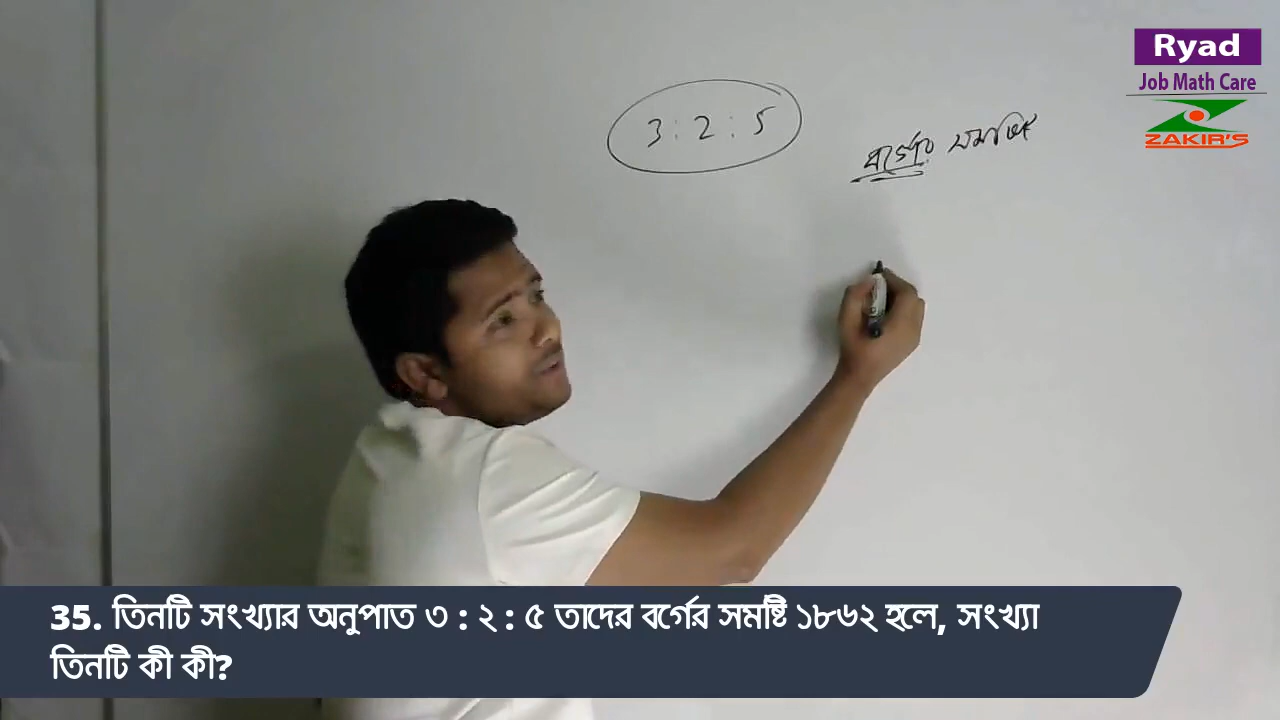 Ryad
Job Math Care
ZAKIR'S
3 : 2 : 5
বর্গের সমষ্টি
35. তিনটি সংখ্যার অনুপাত ৩ : ২ : ৫ তাদের বর্গের সমষ্টি ১৮৬২ হলে, সংখ্যা
তিনটি কী কী?